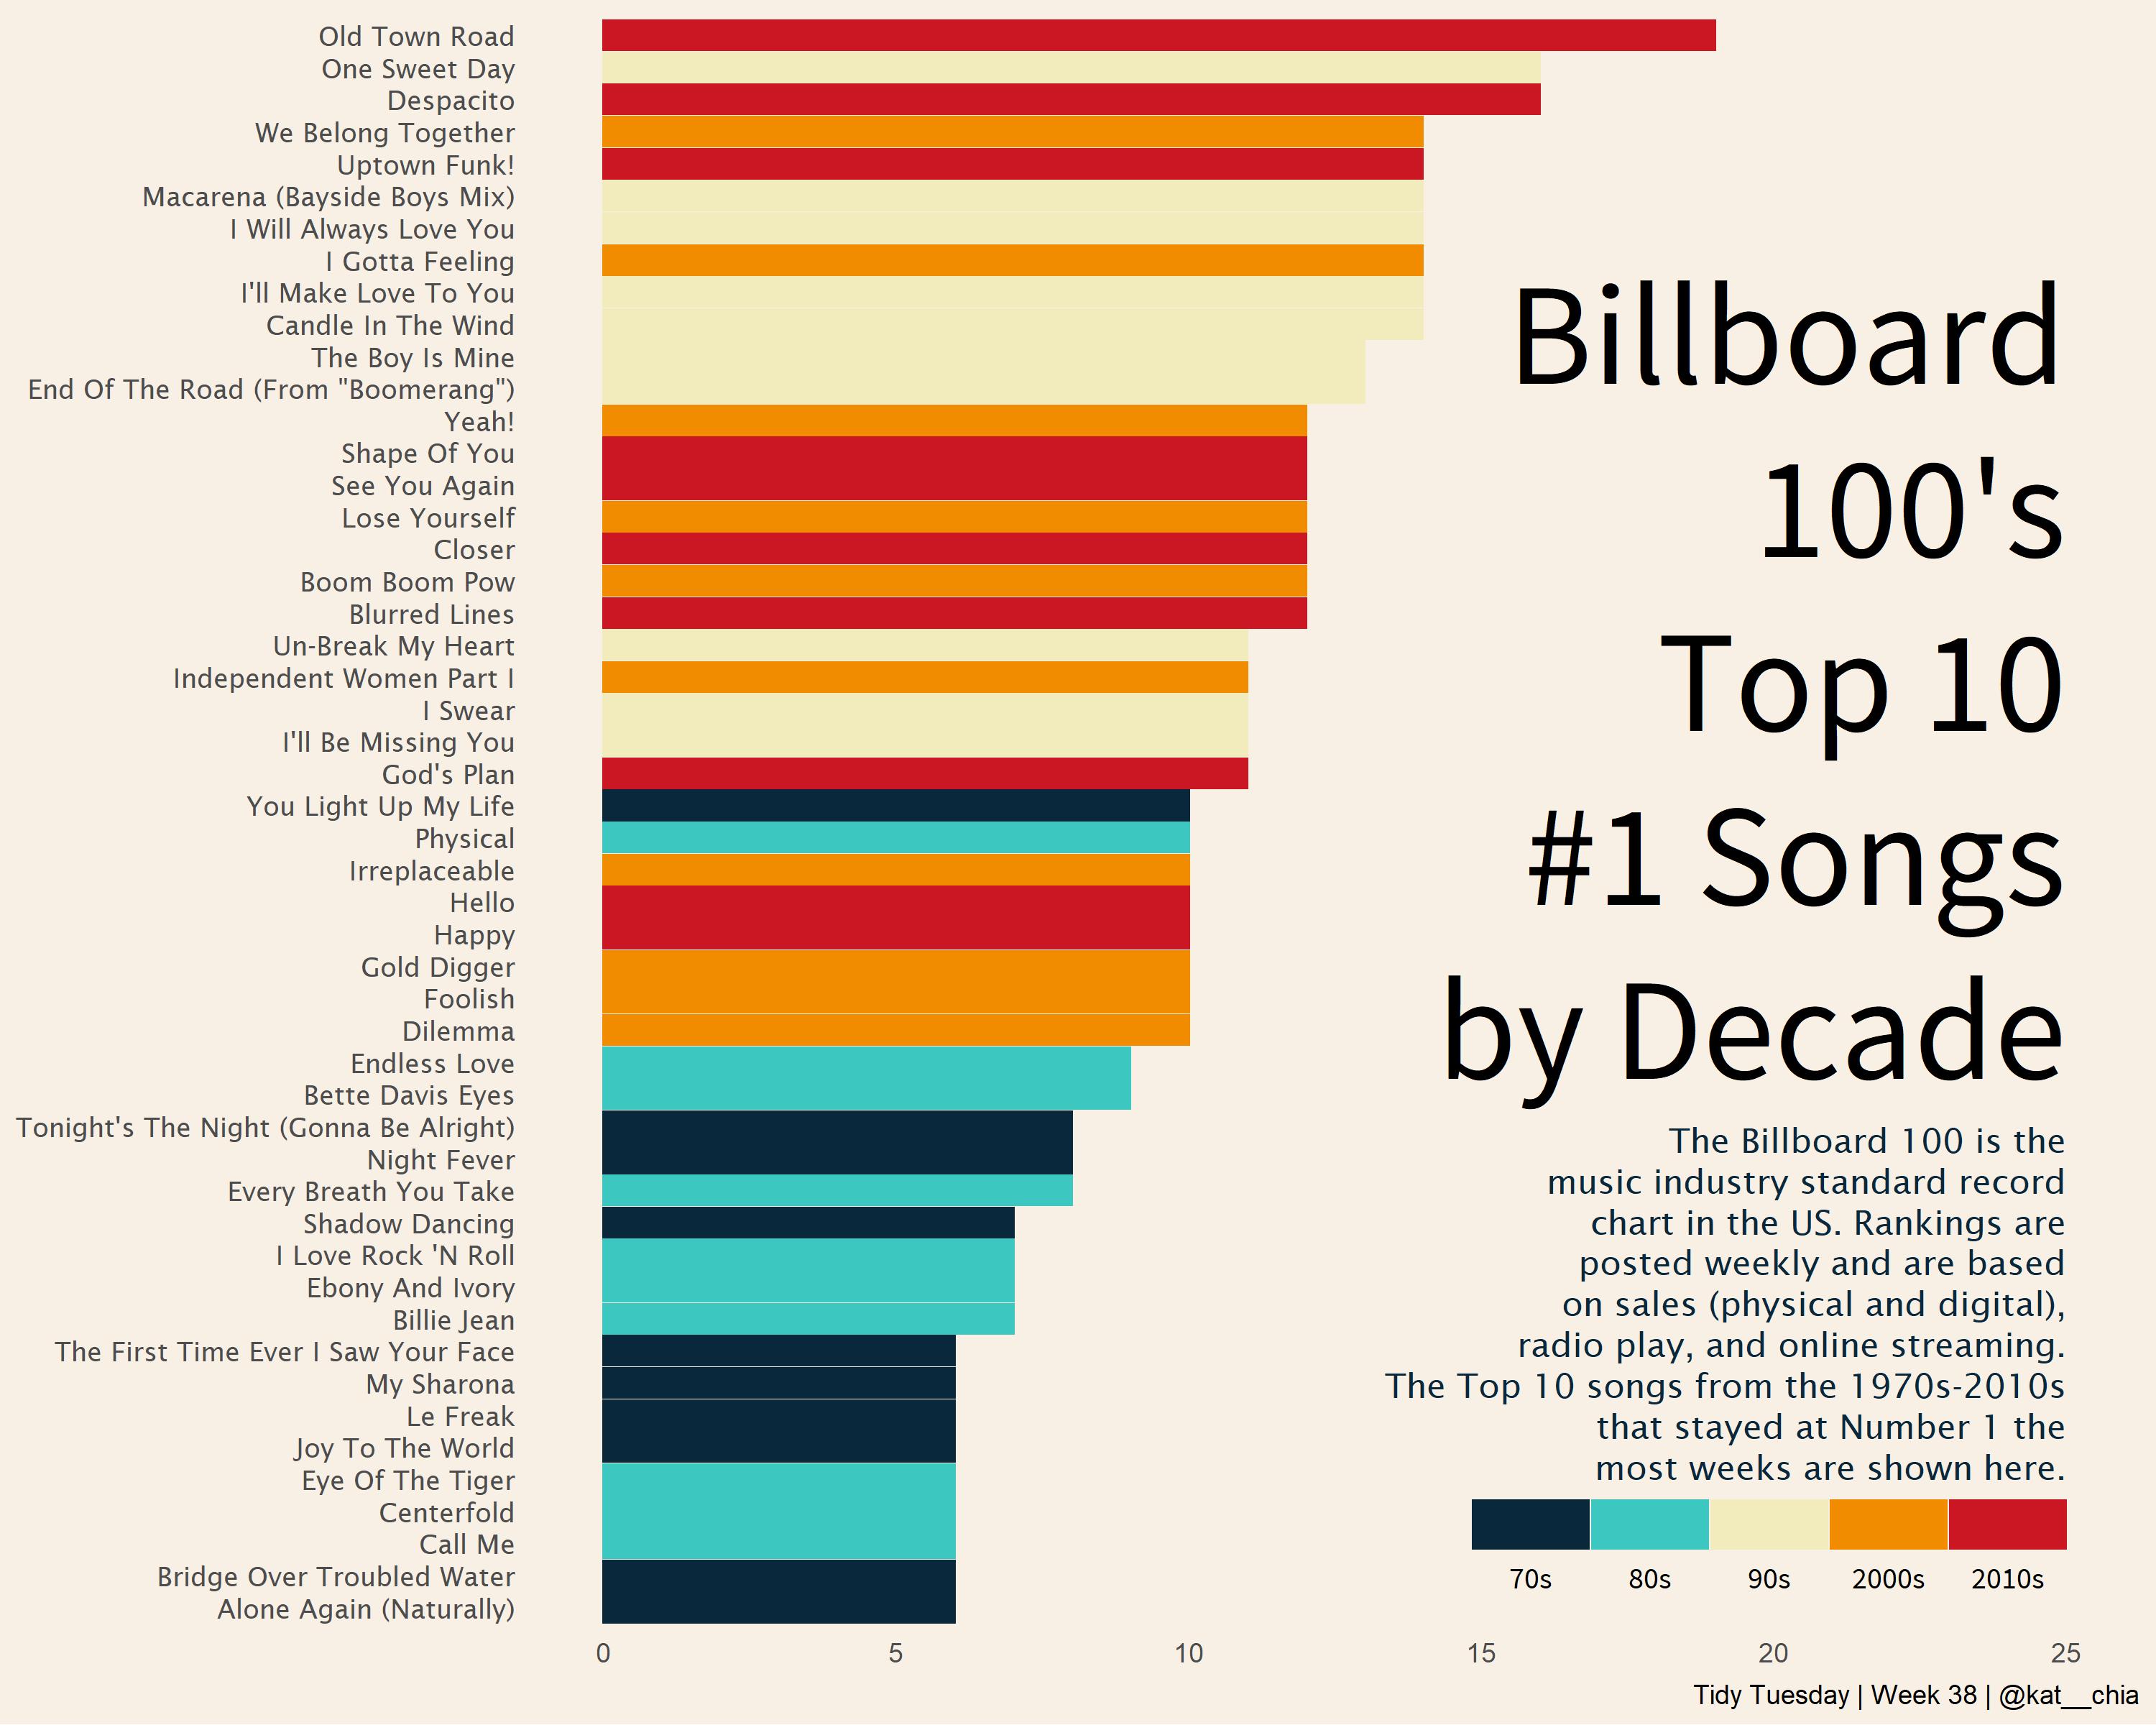 Old Town Road
One Sweet Day
Despacito
We Belong Together
Uptown Funk!
Macarena (Bayside Boys Mix)
I Will Always Love You
I Gotta Feeling
I'll Make Love To You
Candle In The Wind
The Boy Is Mine
End Of The Road (From "Boomerang")
Yeah!
Shape Of You
See You Again
Lose Yourself
Closer
Boom Boom Pow
Blurred Lines
Un-Break My Heart
Independent Women Part I
I Swear
I'll Be Missing You
God's Plan
You Light Up My Life
Physical
Irreplaceable
Hello
Happy
Gold Digger
Foolish
Dilemma
Endless Love
Bette Davis Eyes
Tonight's The Night (Gonna Be Alright)
Night Fever
Every Breath You Take
Shadow Dancing
I Love Rock 'N Roll
Ebony And Ivory
Billie Jean
The First Time Ever I Saw Your Face
My Sharona
Le Freak
Joy To The World
Eye Of The Tiger
Centerfold
Call Me
Bridge Over Troubled Water
Alone Again (Naturally)
0 5 10 15 20 25
Billboard
100's
Top 10
#1 Songs
by Decade
The Billboard 100 is the
music industry standard record
chart in the US. Rankings are
posted weekly and are based
on sales (physical and digital),
radio play, and online streaming.
The Top 10 songs from the 1970s-2010s
that stayed at Number 1 the
most weeks are shown here.
70s 80s 90s 2000s 2010s
Tidy Tuesday | Week 38 | @kat__chia